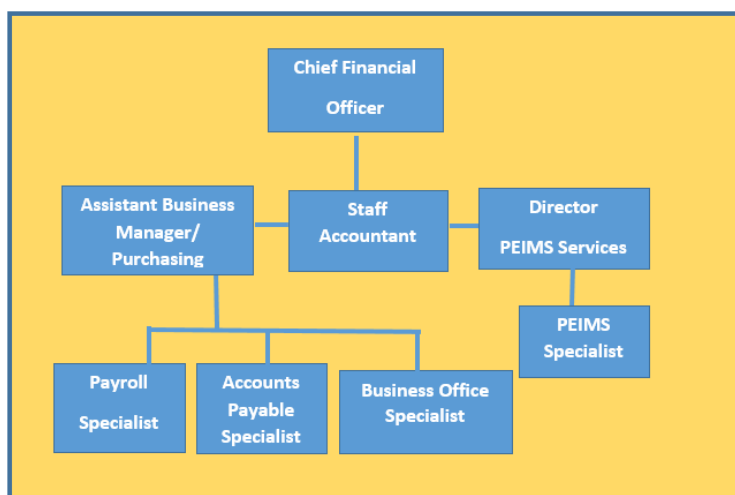 Chief Financial
Officer
Assistant Business
Manager/
Purchasing
Staff
Accountant
Director
PEIMS Services
PEIMS
Specialist
Payroll
Specialist
Accounts
Payable
Specialist
Business Office
Specialist